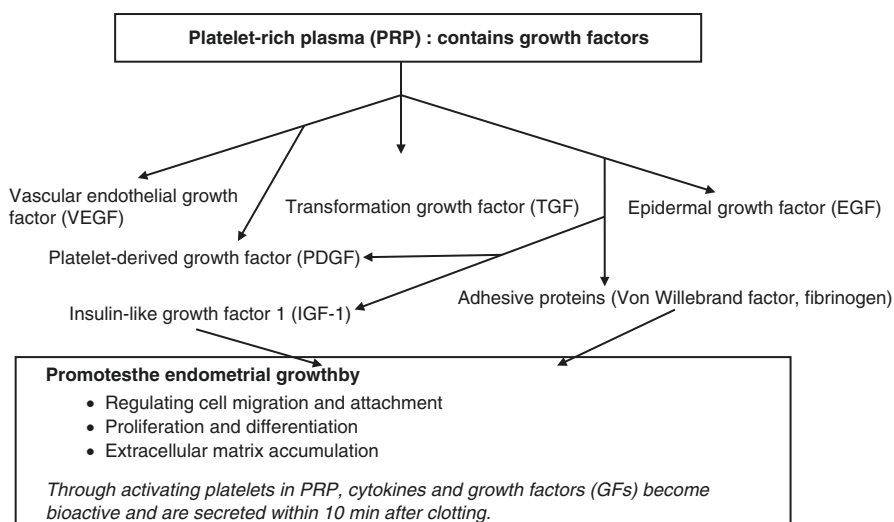 Platelet-rich plasma (PRP) : contains growth factors
Vascular endothelial growth
factor (VEGF)
Transformation growth factor (TGF)
Epidermal growth factor (EGF)
Platelet-derived growth factor (PDGF)
Insulin-like growth factor 1 (IGF-1)
Adhesive proteins (Von Willebrand factor, fibrinogen)
Promotesthe endometrial growthby
• Regulating cell migration and attachment
• Proliferation and differentiation
• Extracellular matrix accumulation
Through activating platelets in PRP, cytokines and growth factors (GFs) become
bioactive and are secreted within 10 min after clotting.